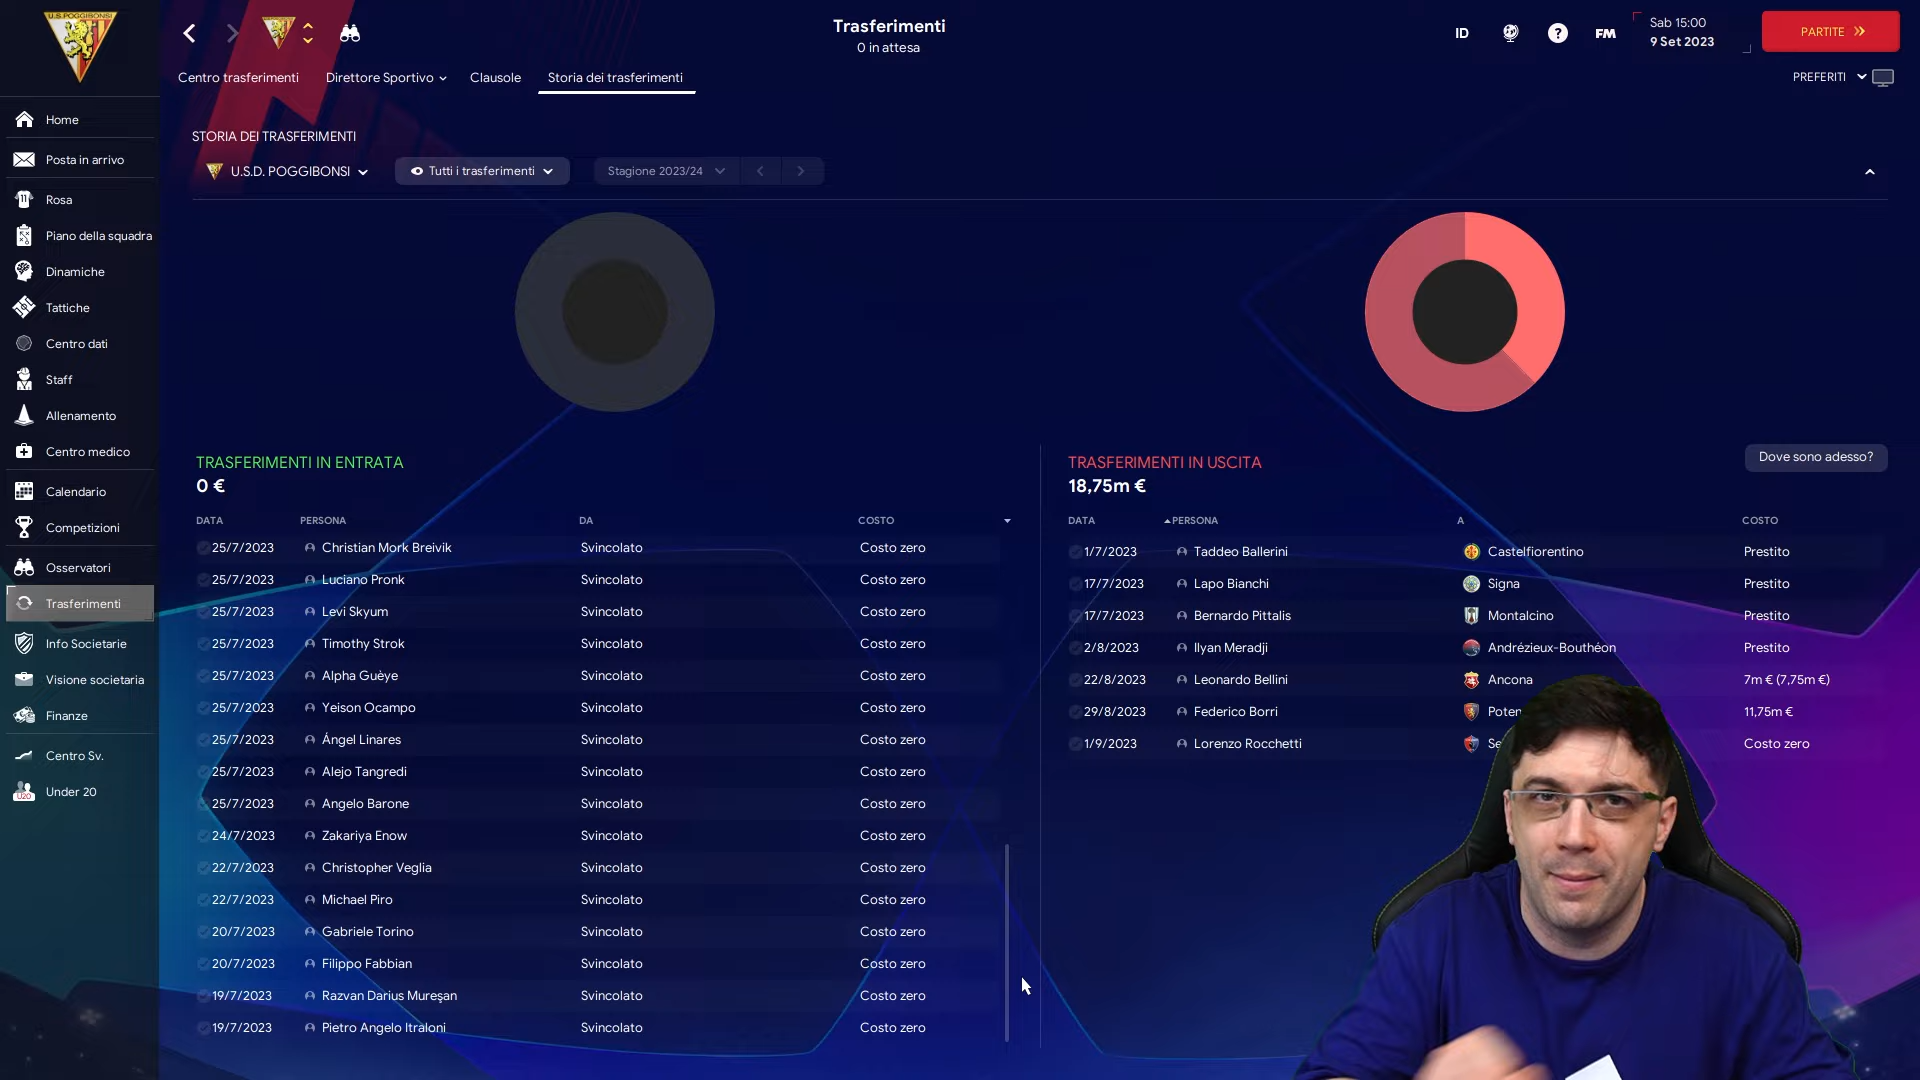 U.S. POGGIBONSI
Trasferimenti
0 in attesa
ID
FM
Sab 15:00
9 Set 2023
PARTITE
Centro trasferimenti
Direttore Sportivo
Clausole
Storia dei trasferimenti
PREFERITI
Home
Posta in arrivo
Rosa
Piano della squadra
Dinamiche
Tattiche
Centro dati
Staff
Allenamento
Centro medico
Calendario
Competizioni
Osservatori
Trasferimenti
Info Societarie
Visione societaria
Finanze
Centro Sv.
Under 20
STORIA DEI TRASFERIMENTI
U.S.D. POGGIBONSI
Tutti i trasferimenti
Stagione 2023/24
TRASFERIMENTI IN ENTRATA
0 €
DATA PERSONA DA COSTO
25/7/2023 Christian Mork Breivik Svincolato Costo zero
25/7/2023 Luciano Pronk Svincolato Costo zero
25/7/2023 Levi Skyum Svincolato Costo zero
25/7/2023 Timothy Strok Svincolato Costo zero
25/7/2023 Alpha Guèye Svincolato Costo zero
25/7/2023 Yeison Ocampo Svincolato Costo zero
25/7/2023 Ángel Linares Svincolato Costo zero
25/7/2023 Alejo Tangredi Svincolato Costo zero
25/7/2023 Angelo Barone Svincolato Costo zero
24/7/2023 Zakariya Enow Svincolato Costo zero
22/7/2023 Christopher Veglia Svincolato Costo zero
22/7/2023 Michael Piro Svincolato Costo zero
20/7/2023 Gabriele Torino Svincolato Costo zero
20/7/2023 Filippo Fabbian Svincolato Costo zero
19/7/2023 Razvan Darius Mureşan Svincolato Costo zero
19/7/2023 Pietro Angelo Itraloni Svincolato Costo zero
TRASFERIMENTI IN USCITA
18,75m €
Dove sono adesso?
DATA PERSONA A COSTO
1/7/2023 Taddeo Ballerini Castelfiorentino Prestito
17/7/2023 Lapo Bianchi Signa Prestito
17/7/2023 Bernardo Pittalis Montalcino Prestito
2/8/2023 Ilyan Meradji Andrézieux-Bouthéon Prestito
22/8/2023 Leonardo Bellini Ancona 7m € (7,75m €)
29/8/2023 Federico Borri Poten 11,75m €
1/9/2023 Lorenzo Rocchetti Se Costo zero